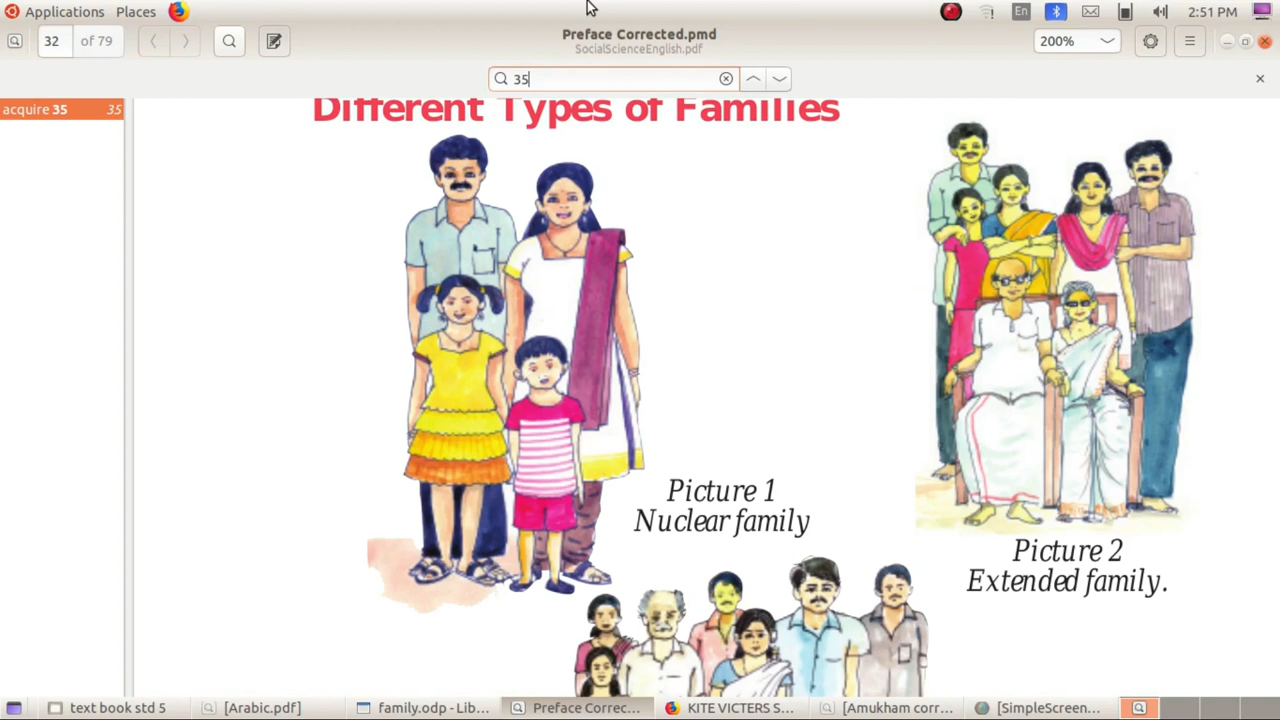 Applications Places En 2:51 PM
32 of 79 Preface Corrected.pmd 200%
SocialScienceEnglish.pdf
35
acquire 35 35
Different Types of Families
Picture 1
Nuclear family
Picture 2
Extended family.
text book std 5 [Arabic.pdf] family.odp - Lib... Preface Correc... KITE VICTERS S... [Amukham corr... [SimpleScreen...